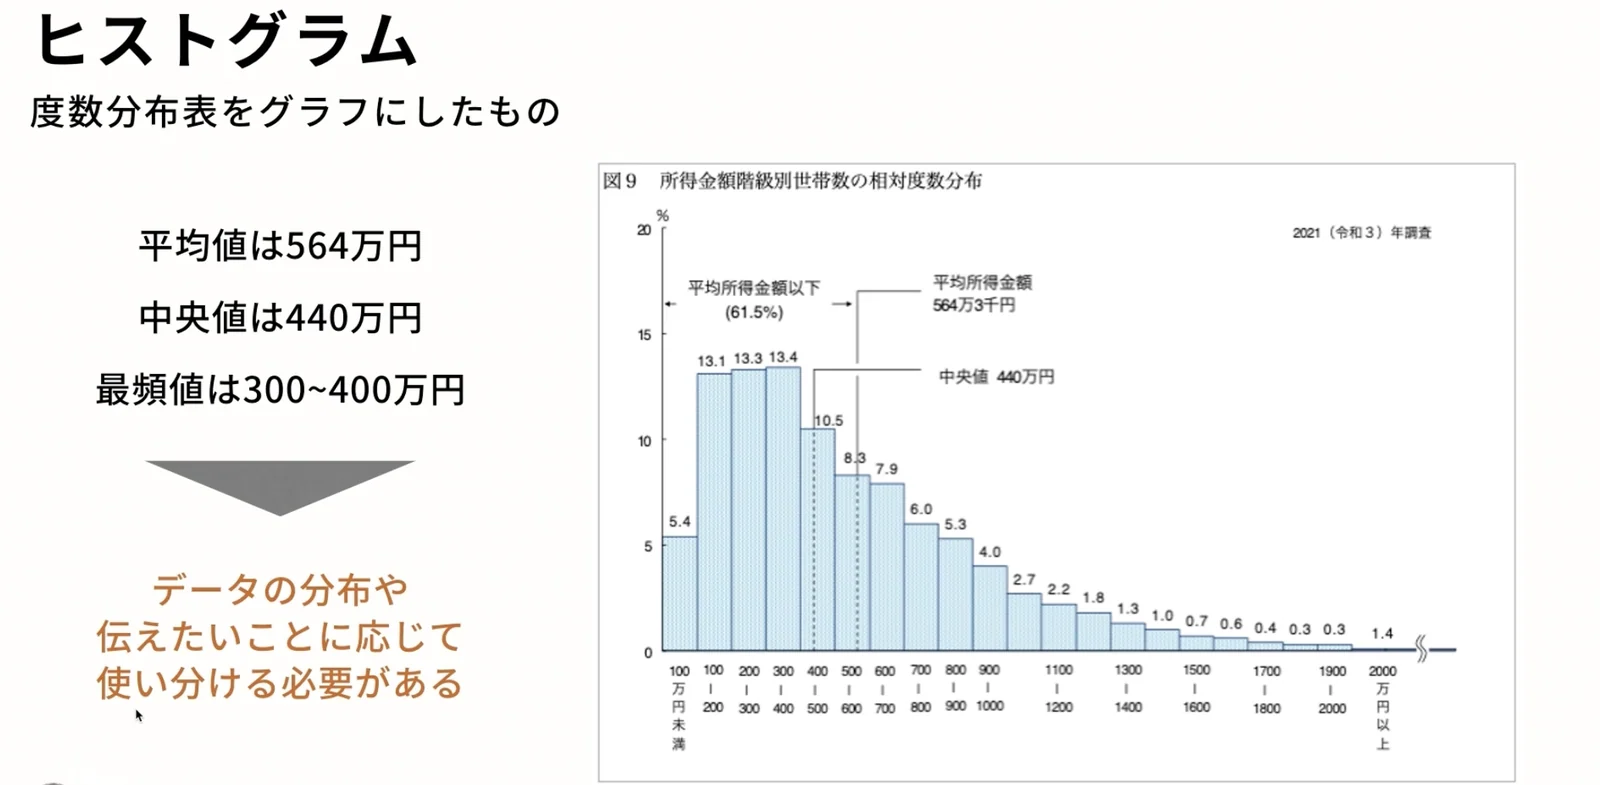 ヒストグラム
度数分布表をグラフにしたもの
平均値は564万円
中央値は440万円
最頻値は300~400万円
データの分布や
伝えたいことに応じて
使い分ける必要がある
図9 所得金額階級別世帯数の相対度数分布
%
2021（令和３）年調査
20
15
10
5
0
平均所得金額以下
(61.5%)
平均所得金額
564万3千円
中央値 440万円
5.4
13.1
13.3
13.4
10.5
8.3
7.9
6.0
5.3
4.0
2.7
2.2
1.8
1.3
1.0
0.7
0.6
0.4
0.3
0.3
1.4
100万円未満
100|200
200|300
300|400
400|500
500|600
600|700
700|800
800|900
900|1000
1100|1200
1300|1400
1500|1600
1700|1800
1900|2000
2000万円以上